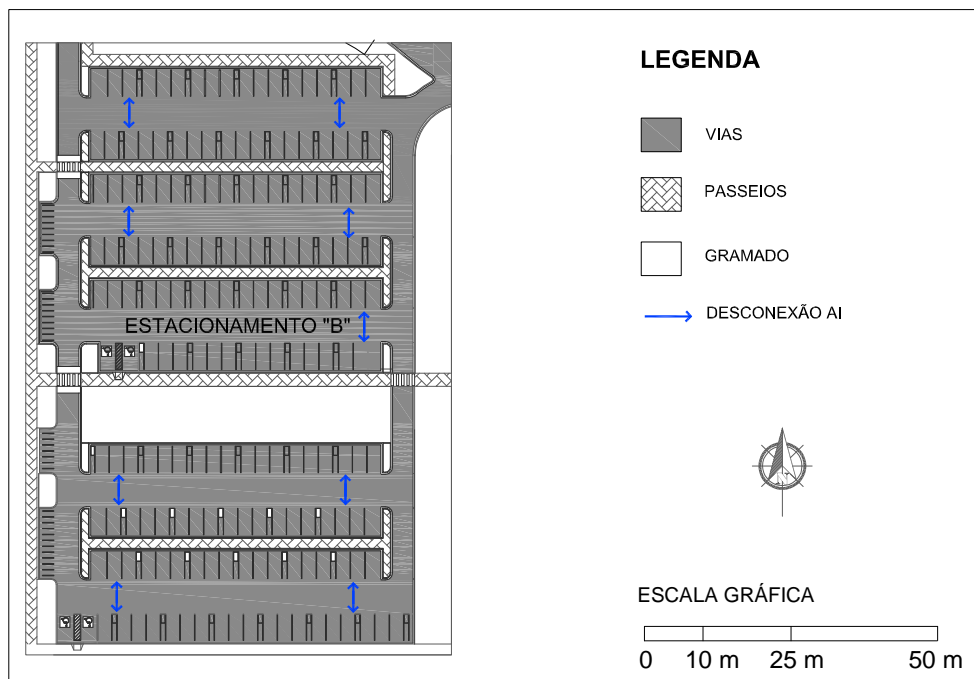 LEGENDA
VIAS
PASSEIOS
GRAMADO
DESCONEXÃO AI
ESTACIONAMENTO "B"
ESCALA GRÁFICA
0 10 m 25 m 50 m